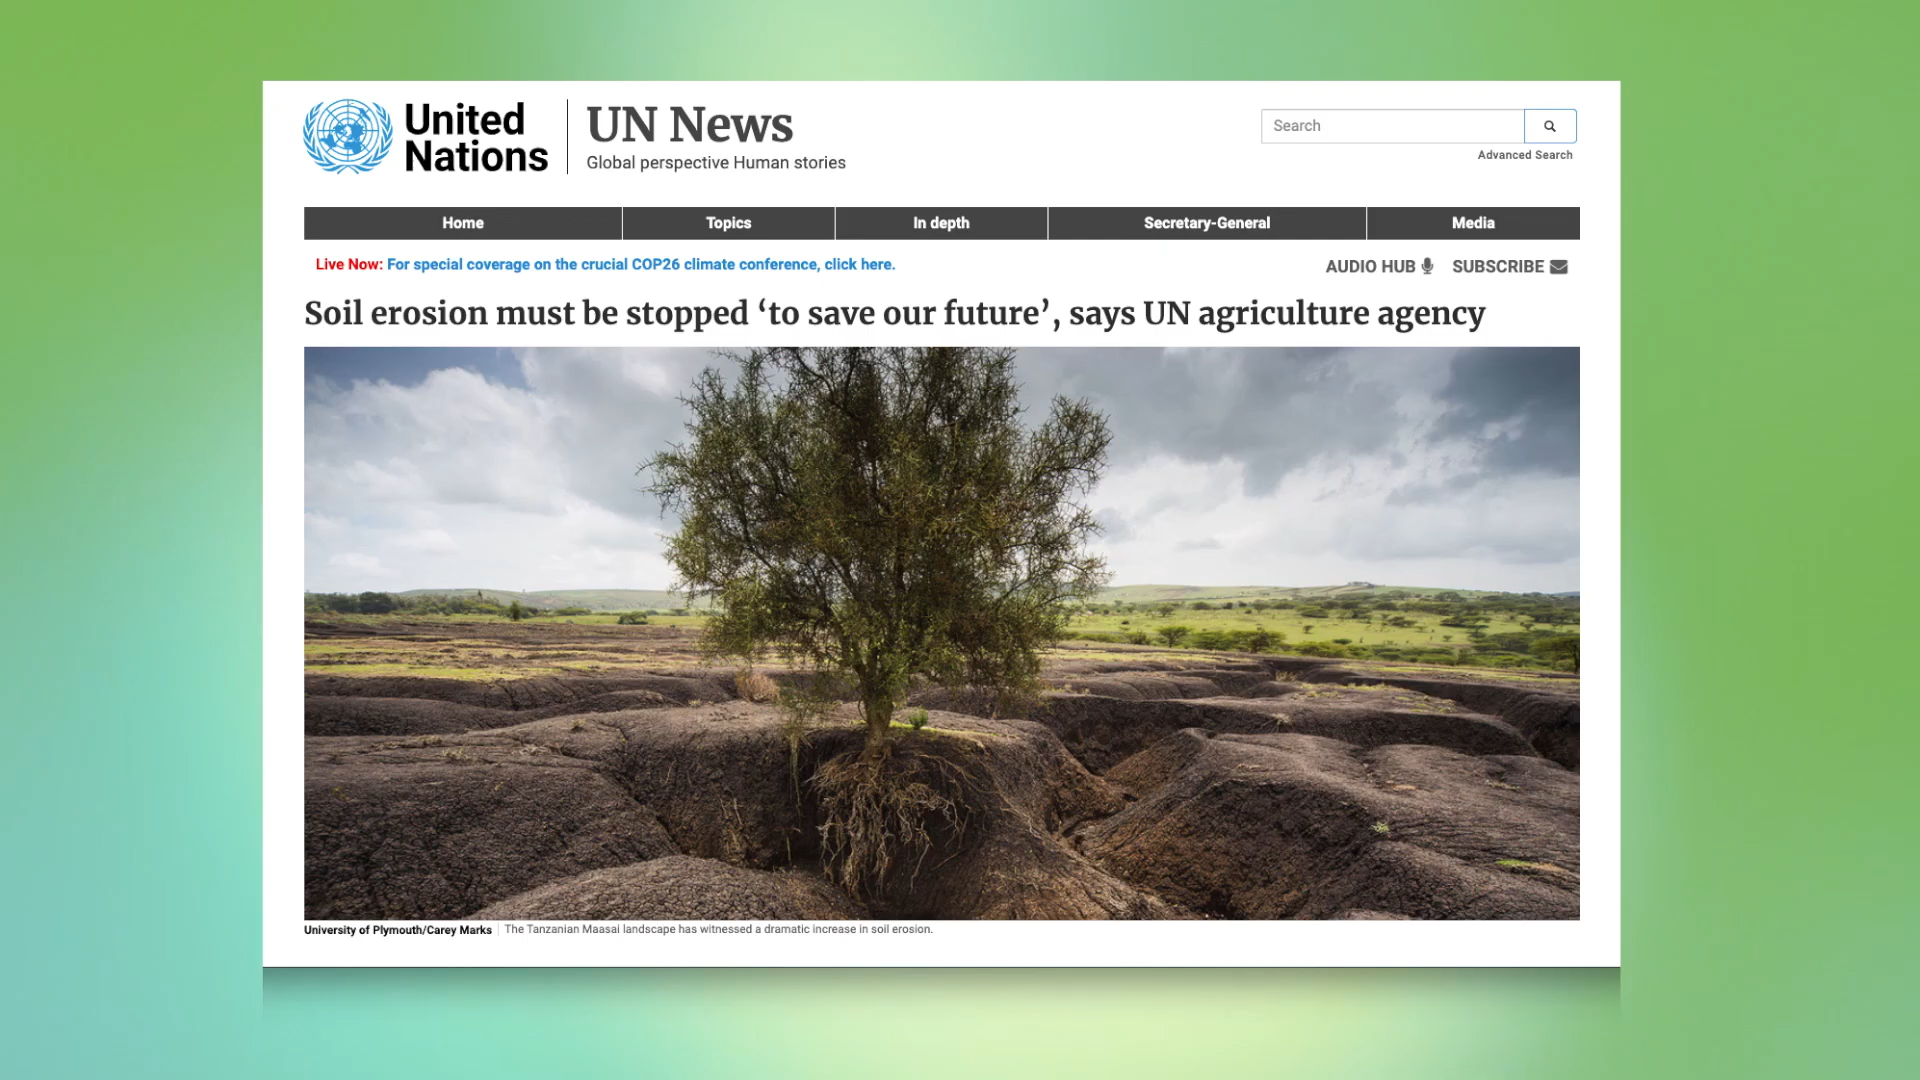 United
Nations
UN News
Global perspective Human stories
Search
Advanced Search
Home Topics In depth Secretary-General Media
Live Now: For special coverage on the crucial COP26 climate conference, click here.
AUDIO HUB SUBSCRIBE
Soil erosion must be stopped ‘to save our future’, says UN agriculture agency
University of Plymouth/Carey Marks The Tanzanian Maasai landscape has witnessed a dramatic increase in soil erosion.